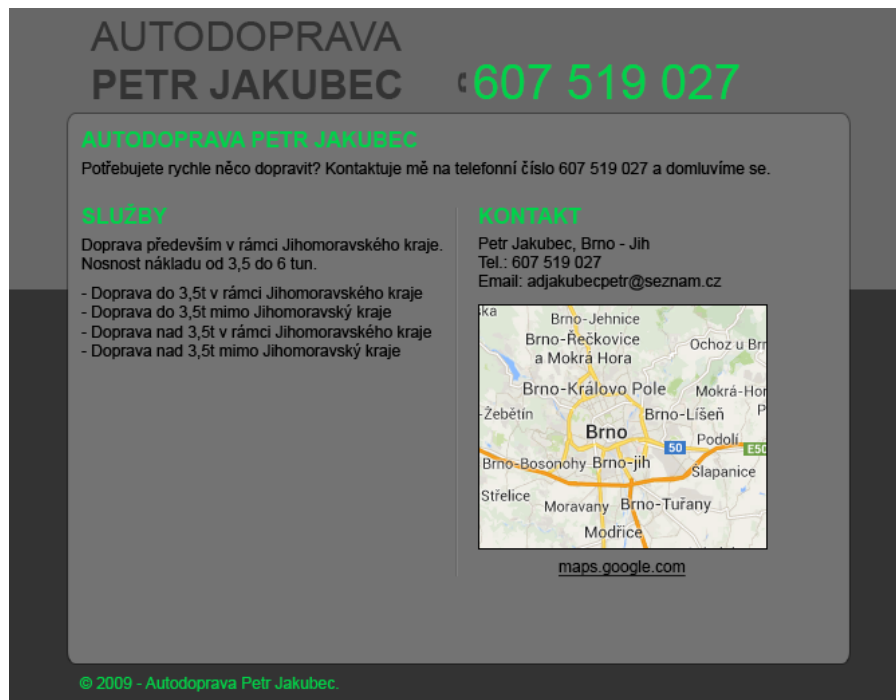 AUTODOPRAVA
PETR JAKUBEC
607 519 027
AUTODOPRAVA PETR JAKUBEC
Potřebujete rychle něco dopravit? Kontaktuje mě na telefonní číslo 607 519 027 a domluvíme se.
SLUŽBY
Doprava především v rámci Jihomoravského kraje.
Nosnost nákladu od 3,5 do 6 tun.
- Doprava do 3,5t v rámci Jihomoravského kraje
- Doprava do 3,5t mimo Jihomoravský kraje
- Doprava nad 3,5t v rámci Jihomoravského kraje
- Doprava nad 3,5t mimo Jihomoravský kraje
KONTAKT
Petr Jakubec, Brno - Jih
Tel.: 607 519 027
Email: adjakubecpetr@seznam.cz
ka
Brno-Jehnice
Brno-Řečkovice
a Mokrá Hora
Ochoz u Brr
Brno-Královo Pole
Mokrá-Hor
P
-Žebětín
Brno-Líšeň
Brno
50
Podolí
E50
Brno-Bosonohy
Brno-jih
Šlapanice
Střelice
Moravany
Brno-Tuřany
Modřice
maps.google.com
© 2009 - Autodoprava Petr Jakubec.